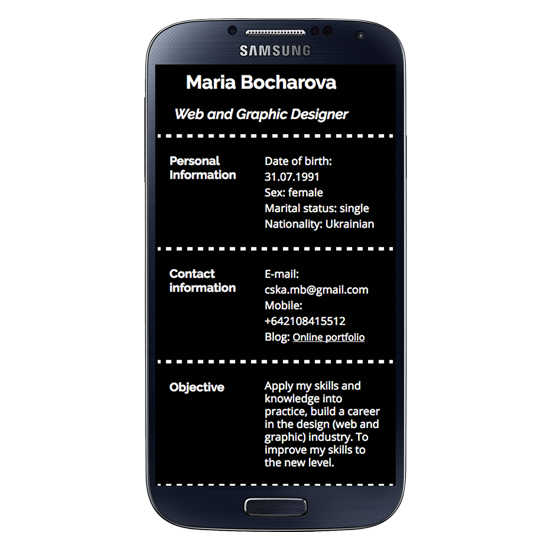 SAMSUNG
Maria Bocharova
Web and Graphic Designer
Personal
Information
Date of birth:
31.07.1991
Sex: female
Marital status: single
Nationality: Ukrainian
Contact
information
E-mail:
cska.mb@gmail.com
Mobile:
+642108415512
Blog: Online portfolio
Objective
Apply my skills and
knowledge into
practice, build a career
in the design (web and
graphic) industry. To
improve my skills to
the new level.